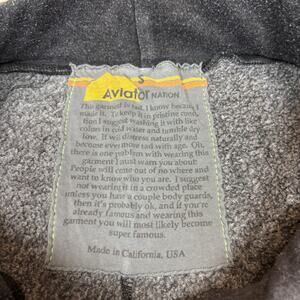 S
Aviator NATION
This garment is rad. I know because I
made it. To keep it in pristine condi-
tion I suggest washing it with like
colors in cold water and tumble dry
low. It will distress naturally and
become even more rad with age. Oh,
there is one problem with wearing this
garment I must warn you about:
People will come out of no where and
want to know who you are. I suggest
not wearing it in a crowded place
unless you have a couple body guards,
then it's probably ok, and if you're
already famous and wearing this
garment you will most likely become
super famous.
Made in California, USA